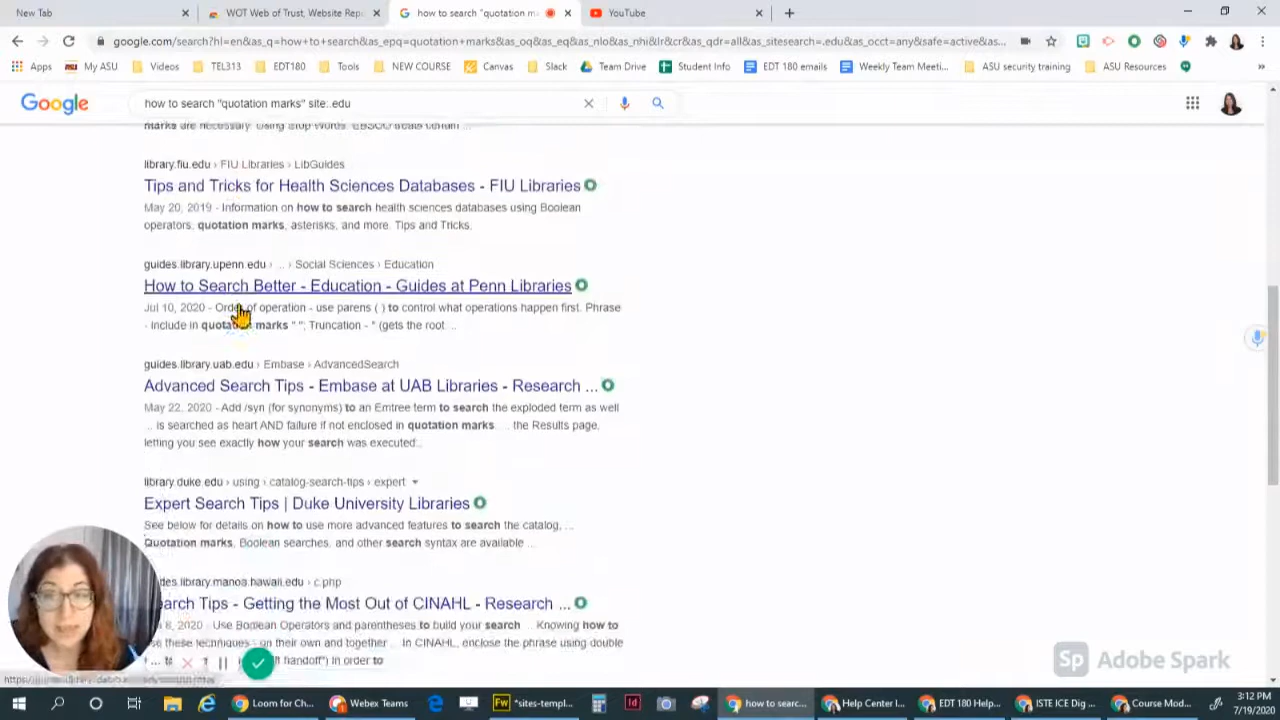 New Tab
WOT Web of Trust, Website Rep
how to search "quotation m
YouTube
google.com/search?hl=en&as_q=how+to+search&as_epq=quotation+marks&as_oq&as_eq&as_nlo&as_nhi&lr&cr&as_qdr=all&as_sitesearch=.edu&as_occt=any&safe=active&as...
Apps
My ASU
Videos
TEL313
EDT180
Tools
NEW COURSE
Canvas
Slack
Team Drive
Student Info
EDT 180 emails
Weekly Team Meeti...
ASU security training
ASU Resources
»
Google
how to search "quotation marks" site:.edu
marks are necessary. Using Stop Words. EBSCO treats certain ...
library.fiu.edu › FIU Libraries › LibGuides
Tips and Tricks for Health Sciences Databases - FIU Libraries
May 20, 2019 - Information on how to search health sciences databases using Boolean
operators, quotation marks, asterisks, and more. Tips and Tricks.
guides.library.upenn.edu › ... › Social Sciences › Education
How to Search Better - Education - Guides at Penn Libraries
Jul 10, 2020 - Order of operation - use parens ( ) to control what operations happen first. Phrase
- Include in quotation marks " "; Truncation - * (gets the root ...
guides.library.uab.edu › Embase › AdvancedSearch
Advanced Search Tips - Embase at UAB Libraries - Research ...
May 22, 2020 - Add /syn (for synonyms) to an Emtree term to search the exploded term as well
... is searched as heart AND failure if not enclosed in quotation marks. ... the Results page,
letting you see exactly how your search was executed.
library.duke.edu › using › catalog-search-tips › expert
Expert Search Tips | Duke University Libraries
See below for details on how to use more advanced features to search the catalog, ...
Quotation marks, Boolean searches, and other search syntax are available ...
des.library.manoa.hawaii.edu › c.php
earch Tips - Getting the Most Out of CINAHL - Research ...
8, 2020 - Use Boolean Operators and parentheses to build your search ... Knowing how to
se these techniques - on their own and together ... In CINAHL, enclose the phrase using double
handoff") in order to
Sp Adobe Spark
Loom for Ch...
Webex Teams
Fw
*sites-templ...
Id
how to searc...
Help Center I...
EDT 180 Help...
ISTE ICE Dig...
Course Mod...
3:12 PM
7/19/2020